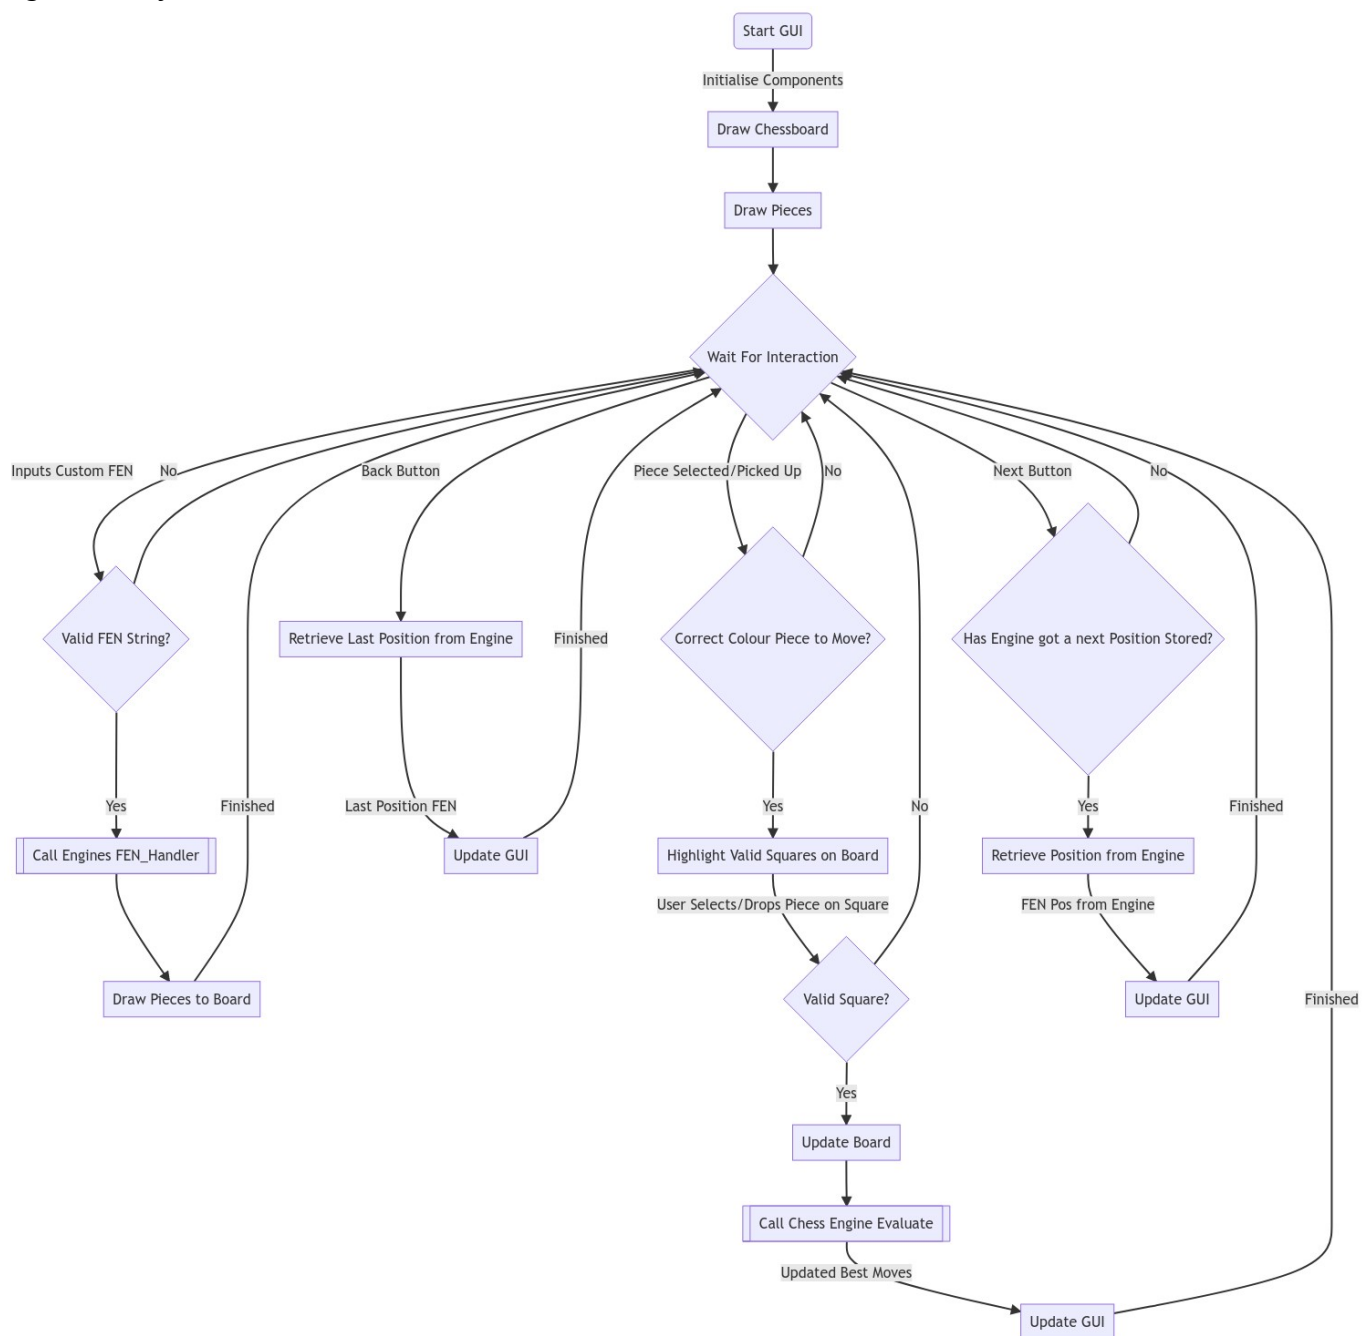 Start GUI
Initialise Components
Draw Chessboard
Draw Pieces
Wait For Interaction
Inputs Custom FEN
No
Back Button
Piece Selected/Picked Up
No
Next Button
No
Valid FEN String?
Retrieve Last Position from Engine
Finished
Correct Colour Piece to Move?
Has Engine got a next Position Stored?
Yes
Finished
Last Position FEN
Yes
No
Yes
Finished
Call Engines FEN_Handler
Update GUI
Highlight Valid Squares on Board
Retrieve Position from Engine
User Selects/Drops Piece on Square
FEN Pos from Engine
Draw Pieces to Board
Valid Square?
Update GUI
Finished
Yes
Update Board
Call Chess Engine Evaluate
Updated Best Moves
Update GUI